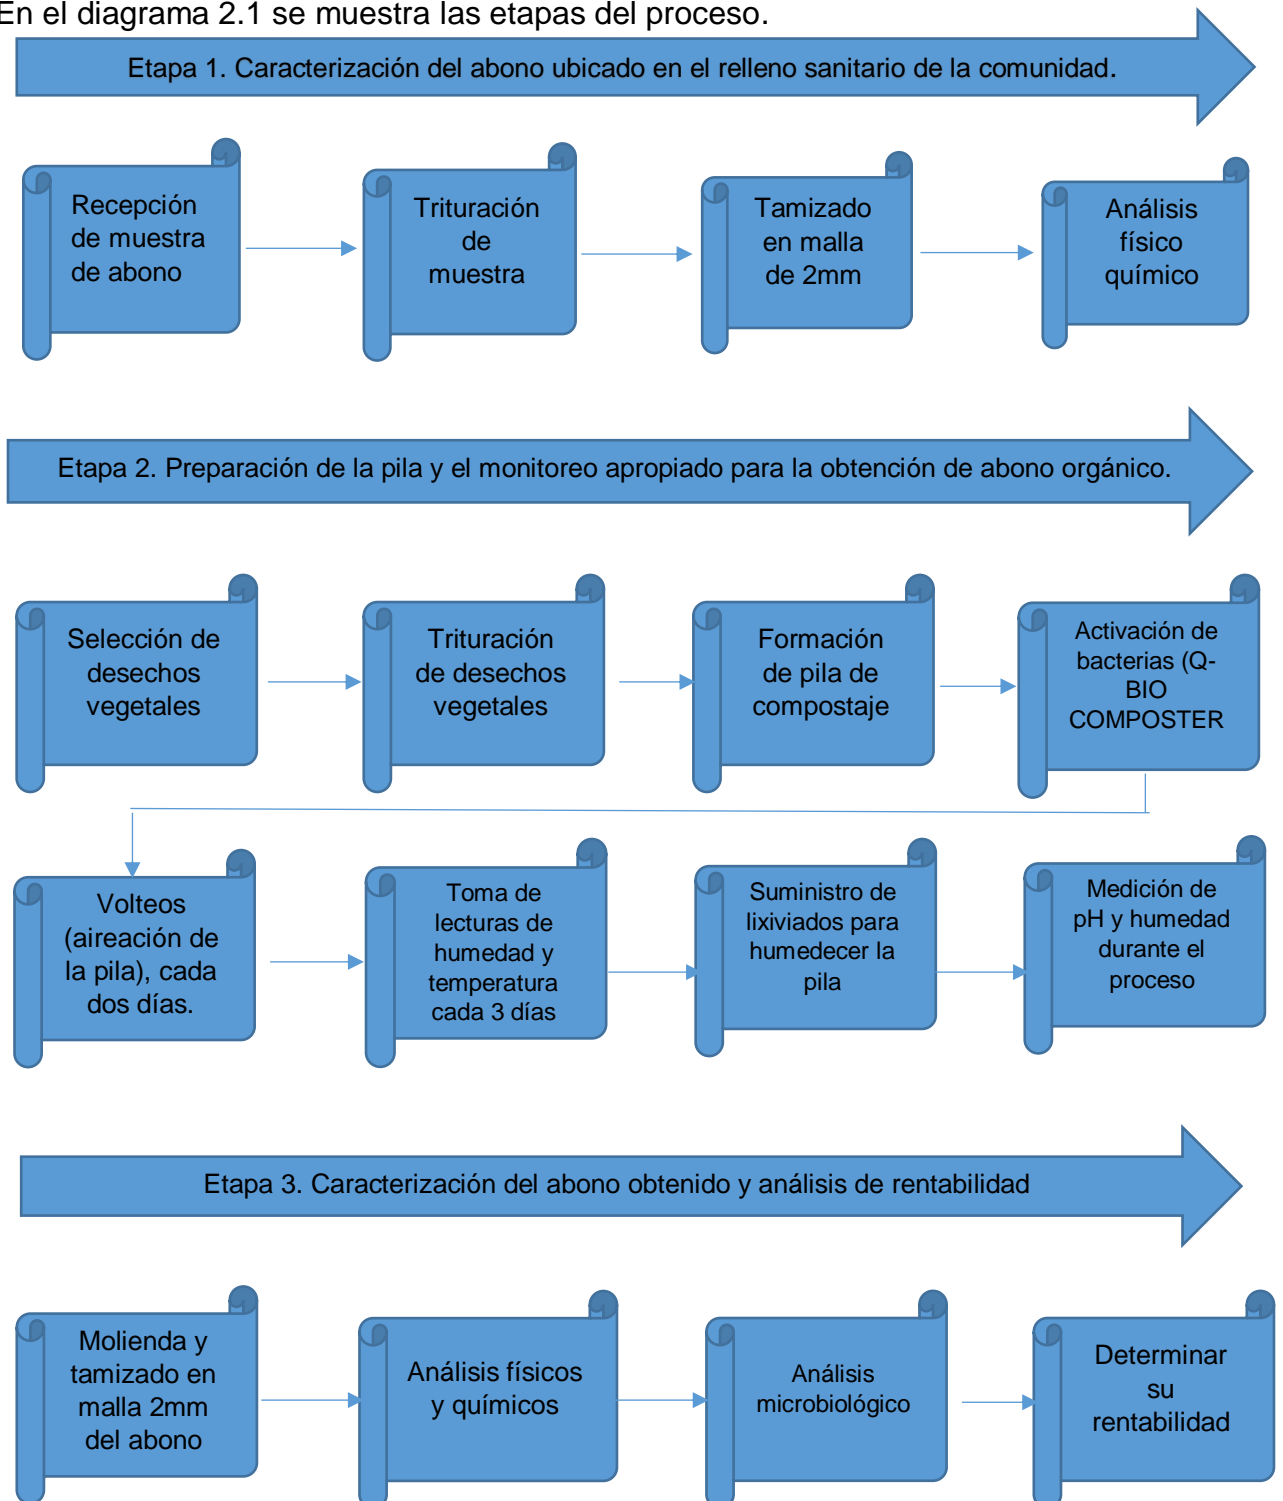 En el diagrama 2.1 se muestra las etapas del proceso.
Etapa 1. Caracterización del abono ubicado en el relleno sanitario de la comunidad.
Recepción
de muestra
de abono
Trituración
de
muestra
Tamizado
en malla
de 2mm
Análisis
físico
químico
Etapa 2. Preparación de la pila y el monitoreo apropiado para la obtención de abono orgánico.
Selección de
desechos
vegetales
Trituración
de desechos
vegetales
Formación
de pila de
compostaje
Activación de
bacterias (Q-
BIO
COMPOSTER
Volteos
(aireación de
la pila), cada
dos días.
Toma de
lecturas de
humedad y
temperatura
cada 3 días
Suministro de
lixiviados para
humedecer la
pila
Medición de
pH y humedad
durante el
proceso
Etapa 3. Caracterización del abono obtenido y análisis de rentabilidad
Molienda y
tamizado en
malla 2mm
del abono
Análisis físicos
y químicos
Análisis
microbiológico
Determinar
su
rentabilidad